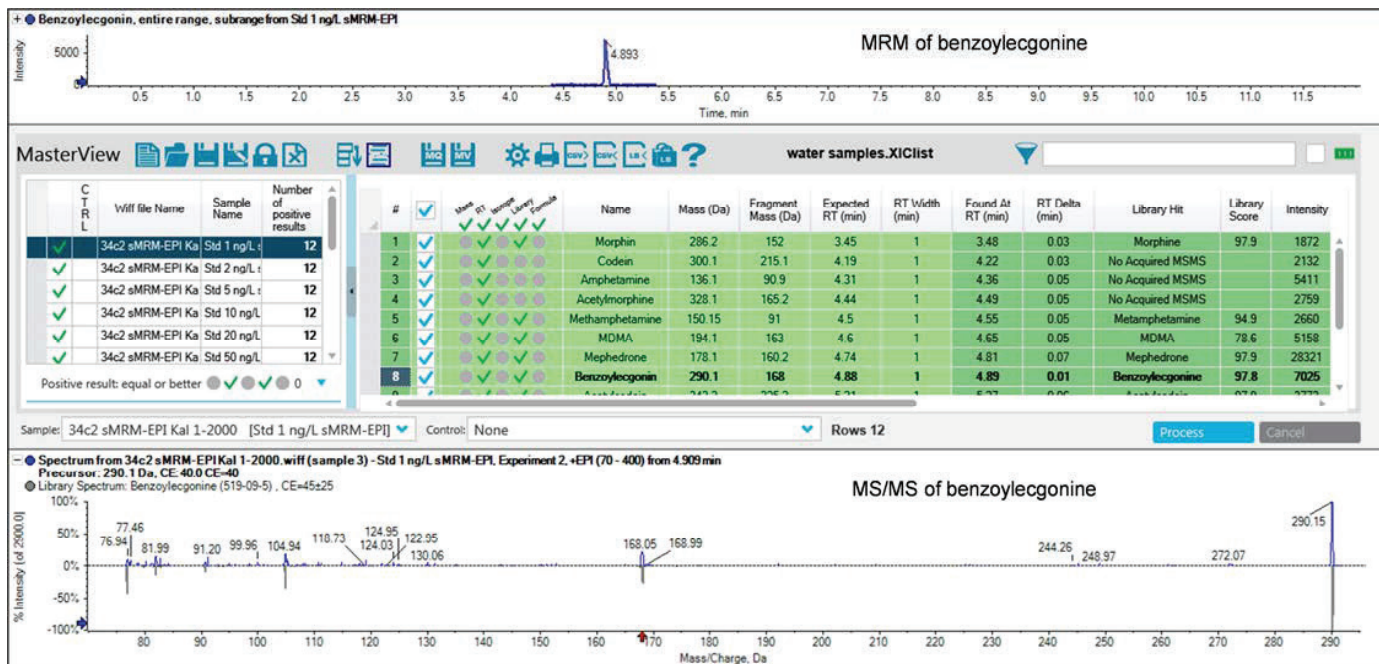 Benzoylecgonin, entire range, subrange from Std 1 ng/L sMRM-EPI
MRM of benzoylecgonine
Intensity
5000
0
4.893
0.5 1.0 1.5 2.0 2.5 3.0 3.5 4.0 4.5 5.0 5.5 6.0 6.5 7.0 7.5 8.0 8.5 9.0 9.5 10.0 10.5 11.0 11.5
Time, min
MasterView
MQ MV CSV> CSV< LB < LB ?
water samples.XIClist
CTRL Wiff file Name Sample Name Number of positive results
34c2 sMRM-EPI Ka Std 1 ng/L s 12
34c2 sMRM-EPI Ka Std 2 ng/L s 12
34c2 sMRM-EPI Ka Std 5 ng/L s 12
34c2 sMRM-EPI Ka Std 10 ng/L 12
34c2 sMRM-EPI Ka Std 20 ng/L 12
34c2 sMRM-EPI Ka Std 50 ng/L 12
Positive result: equal or better 0
# Mass RT Isotope Library Formula Name Mass (Da) Fragment Mass (Da) Expected RT (min) RT Width (min) Found At RT (min) RT Delta (min) Library Hit Library Score Intensity
1 Morphin 286.2 152 3.45 1 3.48 0.03 Morphine 97.9 1872
2 Codein 300.1 215.1 4.19 1 4.22 0.03 No Acquired MSMS 2132
3 Amphetamine 136.1 90.9 4.31 1 4.36 0.05 No Acquired MSMS 5411
4 Acetylmorphine 328.1 165.2 4.44 1 4.49 0.05 No Acquired MSMS 2759
5 Methamphetamine 150.15 91 4.5 1 4.55 0.05 Metamphetamine 94.9 2660
6 MDMA 194.1 163 4.6 1 4.65 0.05 MDMA 78.6 5158
7 Mephedrone 178.1 160.2 4.74 1 4.81 0.07 Mephedrone 97.9 28321
8 Benzoylecgonin 290.1 168 4.88 1 4.89 0.01 Benzoylecgonine 97.8 7025
Sample: 34c2 sMRM-EPI Kal 1-2000 [Std 1 ng/L sMRM-EPI] Control: None Rows 12 Process Cancel
Spectrum from 34c2 sMRM-EPI Kal 1-2000.wiff (sample 3) - Std 1 ng/L sMRM-EPI, Experiment 2, +EPI (70 - 400) from 4.909 min
Precursor: 290.1 Da, CE: 40.0 CE=40
Library Spectrum: Benzoylecgonine (519-09-5) , CE=45±25
MS/MS of benzoylecgonine
% Intensity [of 2900.0]
100%
50%
0%
-50%
-100%
76.94 77.46 81.99 91.20 99.96 104.94 118.73 124.03 124.95 122.95 130.06 168.05 168.99 244.26 248.97 272.07 290.15
80 90 100 110 120 130 140 150 160 170 180 190 200 210 220 230 240 250 260 270 280 290
Mass/Charge, Da